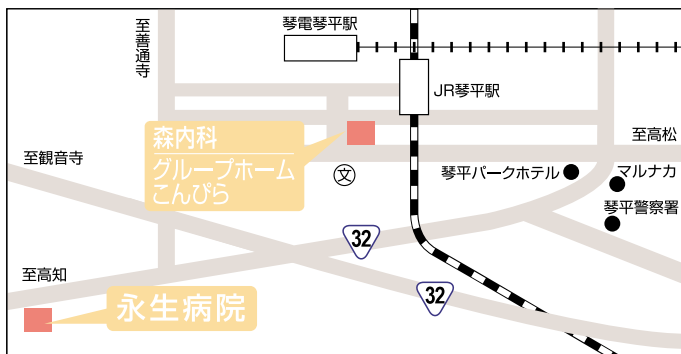 至善通寺
琴電琴平駅
JR琴平駅
至高松
森内科
グループホーム
こんぴら
至観音寺
文
琴平パークホテル
マルナカ
琴平警察署
32
32
至高知
永生病院